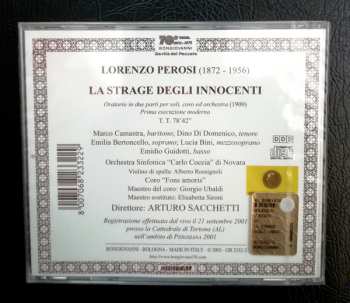 BONGIOVANNI
LORENZO PEROSI (1872 - 1956)
LA STRAGE DEGLI INNOCENTI
Oratorio in due parti per soli, coro ed orchestra (1900)
Prima esecuzione moderna
T. T. 78'42"
Marco Camastra, baritono; Dino Di Domenico, tenore
Emilia Bertoncello, soprano; Lucia Bini, mezzosoprano
Emidio Guidotti, basso
Orchestra Sinfonica "Carlo Coccia" di Novara
Violino di spalla: Alberto
Coro "Fons amoris"
Maestro del coro: Giorgio Ubaldi
Maestro sostituto: Elisabetta
Direttore: ARTURO SACCHETTI
Registrazione effettuata dal vivo il 21 settembre 2001
presso la Cattedrale di Tortona (AL)
nell'ambito di 2001
BONGIOVANNI - BOLOGNA - MADE IN ITALY
DDD